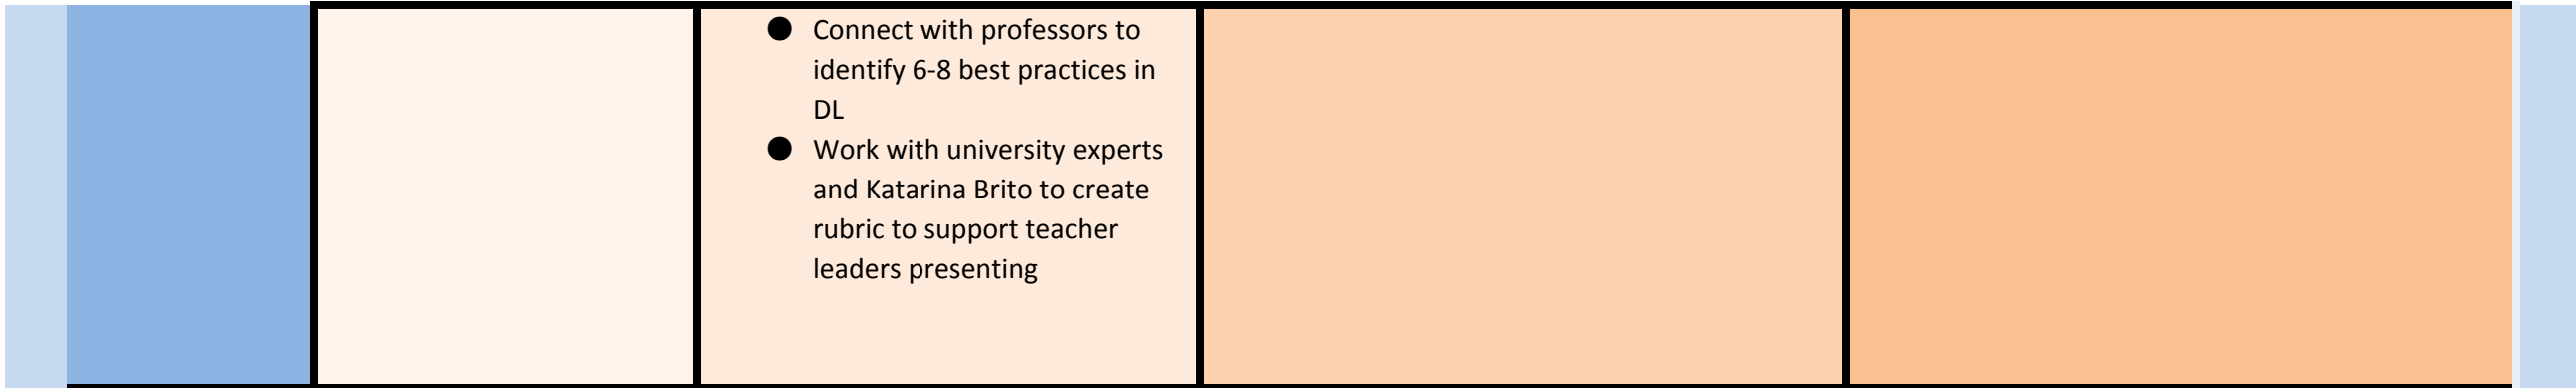 ● Connect with professors to
identify 6-8 best practices in
DL
● Work with university experts
and Katarina Brito to create
rubric to support teacher
leaders presenting